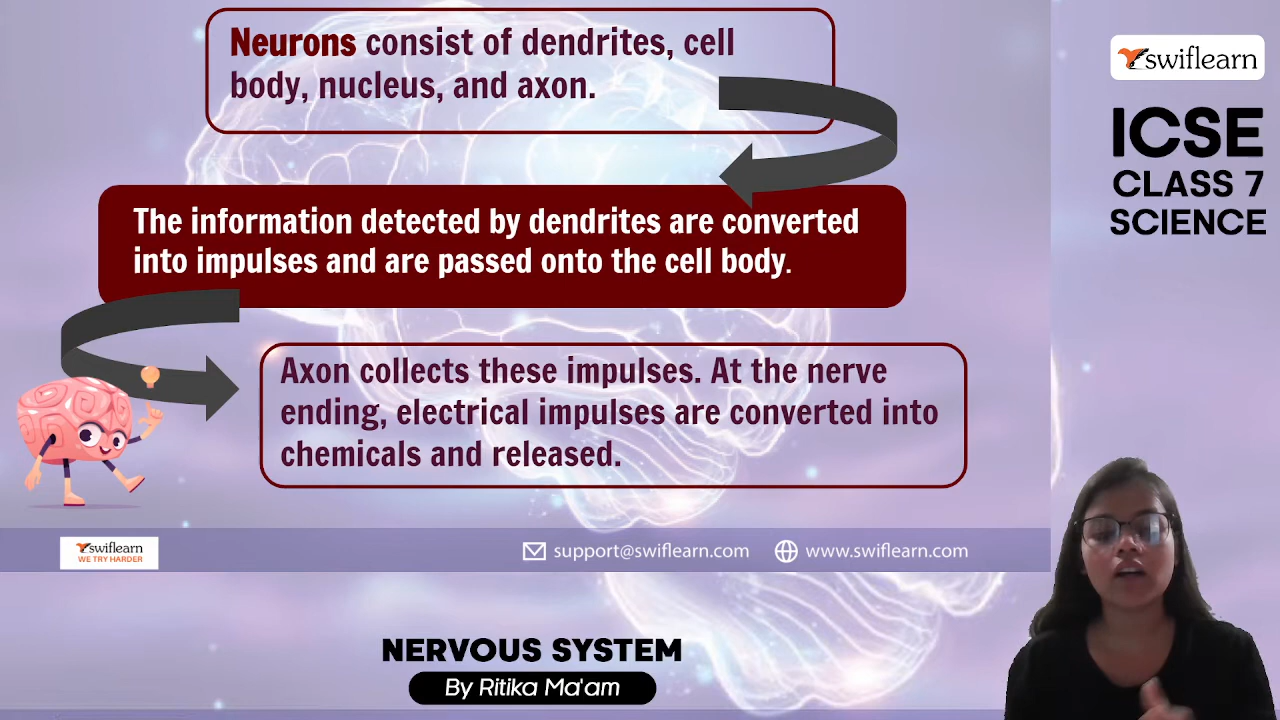 Neurons consist of dendrites, cell
body, nucleus, and axon.
The information detected by dendrites are converted
into impulses and are passed onto the cell body.
Axon collects these impulses. At the nerve
ending, electrical impulses are converted into
chemicals and released.
swiflearn
WE TRY HARDER
support@swiflearn.com
www.swiflearn.com
NERVOUS SYSTEM
By Ritika Ma'am
swiflearn
ICSE
CLASS 7
SCIENCE